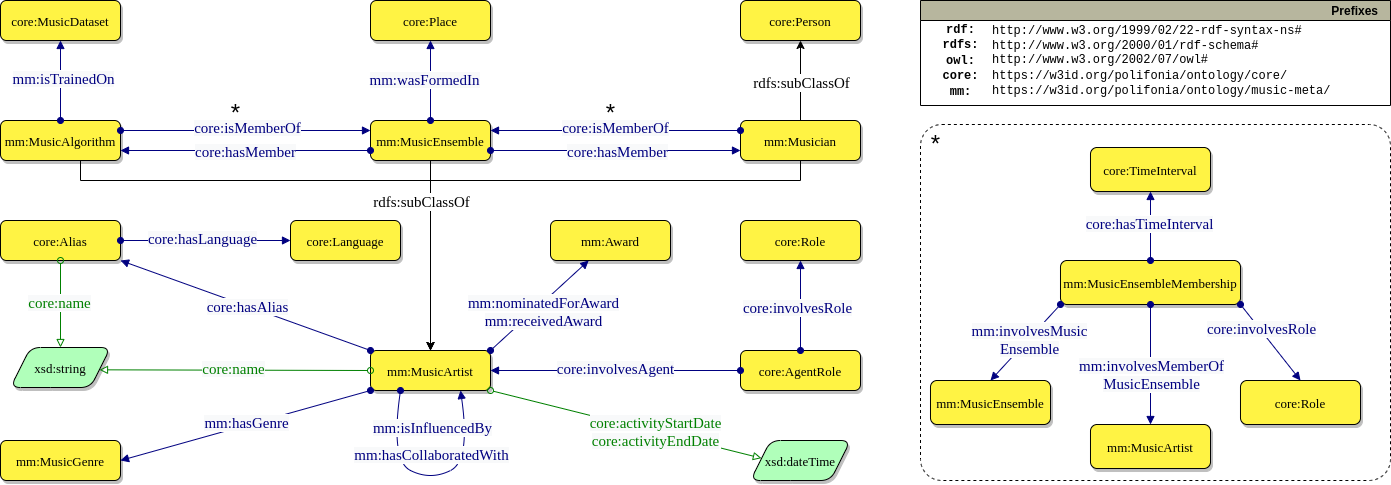 core:MusicDataset
core:Place
core:Person
mm:isTrainedOn
mm:wasFormedIn
rdfs:subClassOf
*
*
core:isMemberOf
core:isMemberOf
mm:MusicAlgorithm
mm:MusicEnsemble
mm:Musician
core:hasMember
core:hasMember
rdfs:subClassOf
core:Alias
core:hasLanguage
core:Language
mm:Award
core:Role
core:name
core:hasAlias
mm:nominatedForAward
mm:receivedAward
core:involvesRole
xsd:string
core:name
mm:MusicArtist
core:involvesAgent
core:AgentRole
mm:hasGenre
mm:isInfluencedBy
mm:hasCollaboratedWith
core:activityStartDate
core:activityEndDate
mm:MusicGenre
xsd:dateTime
Prefixes
rdf: http://www.w3.org/1999/02/22-rdf-syntax-ns#
rdfs: http://www.w3.org/2000/01/rdf-schema#
owl: http://www.w3.org/2002/07/owl#
core: https://w3id.org/polifonia/ontology/core/
mm: https://w3id.org/polifonia/ontology/music-meta/
*
core:TimeInterval
core:hasTimeInterval
mm:MusicEnsembleMembership
mm:involvesMusic
Ensemble
mm:involvesMemberOf
MusicEnsemble
core:involvesRole
mm:MusicEnsemble
mm:MusicArtist
core:Role